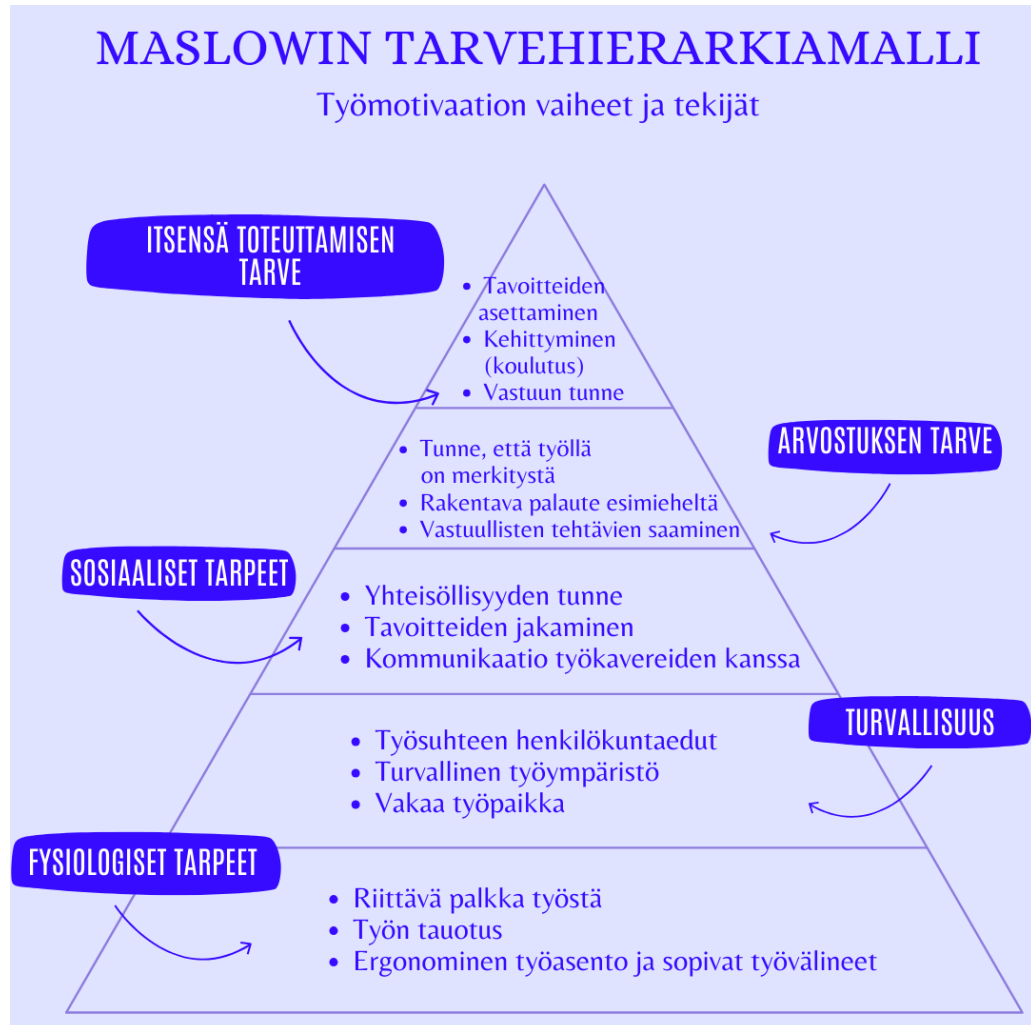 MASLOWIN TARVEHIERARKIAMALLI
Työmotivaation vaiheet ja tekijät
ITSENSÄ TOTEUTTAMISEN
TARVE
• Tavoitteiden
asettaminen
• Kehittyminen
(koulutus)
• Vastuun tunne
ARVOSTUKSEN TARVE
• Tunne, että työllä
on merkitystä
• Rakentava palaute esimieheltä
• Vastuullisten tehtävien saaminen
SOSIAALISET TARPEET
• Yhteisöllisyyden tunne
• Tavoitteiden jakaminen
• Kommunikaatio työkavereiden kanssa
TURVALLISUUS
• Työsuhteen henkilökuntaedut
• Turvallinen työympäristö
• Vakaa työpaikka
FYSIOLOGISET TARPEET
• Riittävä palkka työstä
• Työn tauotus
• Ergonominen työasento ja sopivat työvälineet